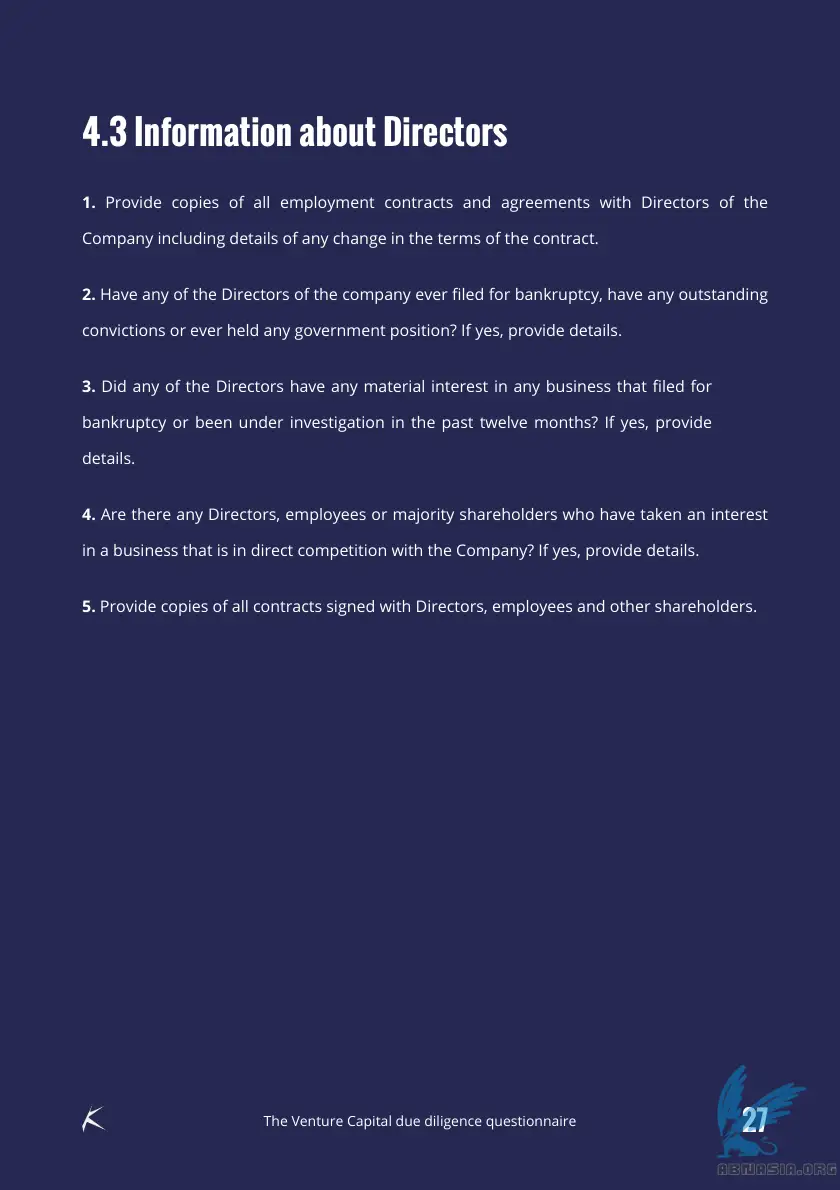 4.3 Information about Directors
1. Provide copies of all employment contracts and agreements with Directors of the
Company including details of any change in the terms of the contract.
2. Have any of the Directors of the company ever filed for bankruptcy, have any outstanding
convictions or ever held any government position? If yes, provide details.
3. Did any of the Directors have any material interest in any business that filed for
bankruptcy or been under investigation in the past twelve months? If yes, provide
details.
4. Are there any Directors, employees or majority shareholders who have taken an interest
in a business that is in direct competition with the Company? If yes, provide details.
5. Provide copies of all contracts signed with Directors, employees and other shareholders.
The Venture Capital due diligence questionnaire
27
ABNASIA.ORG